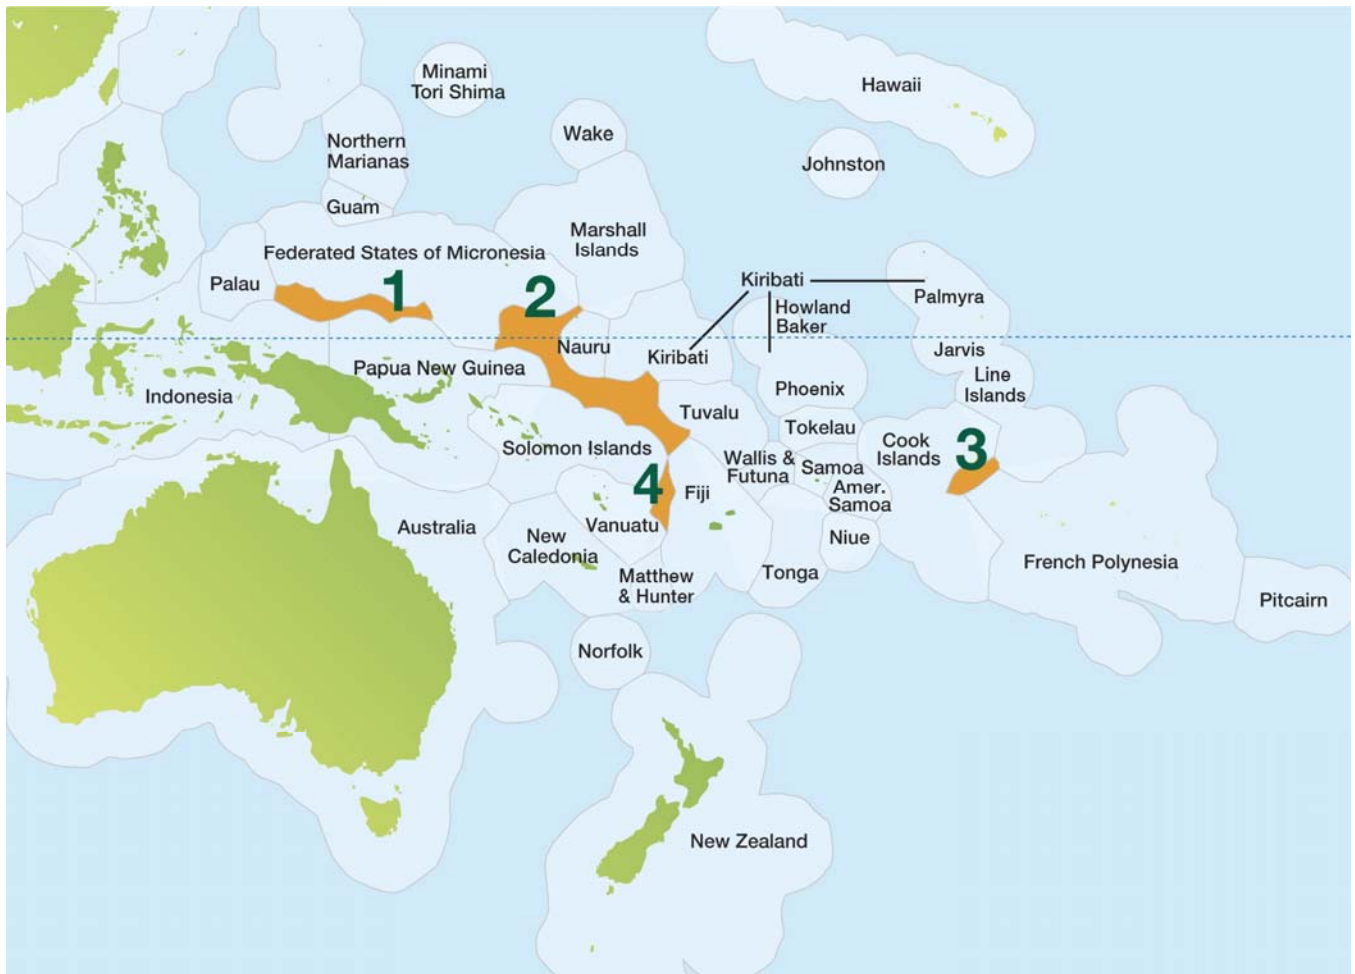 Minami
Tori Shima
Hawaii
Wake
Northern
Marianas
Johnston
Guam
Marshall
Islands
Federated States of Micronesia
Palau
Kiribati
1
2
Palmyra
Howland
Baker
Nauru
Kiribati
Jarvis
Papua New Guinea
Line
Islands
Phoenix
Indonesia
Tuvalu
Tokelau
Cook
Islands
3
Solomon Islands
Wallis &
Futuna
Samoa
Amer.
Samoa
4
Fiji
Vanuatu
Australia
New
Caledonia
Niue
French Polynesia
Matthew
& Hunter
Tonga
Pitcairn
Norfolk
New Zealand